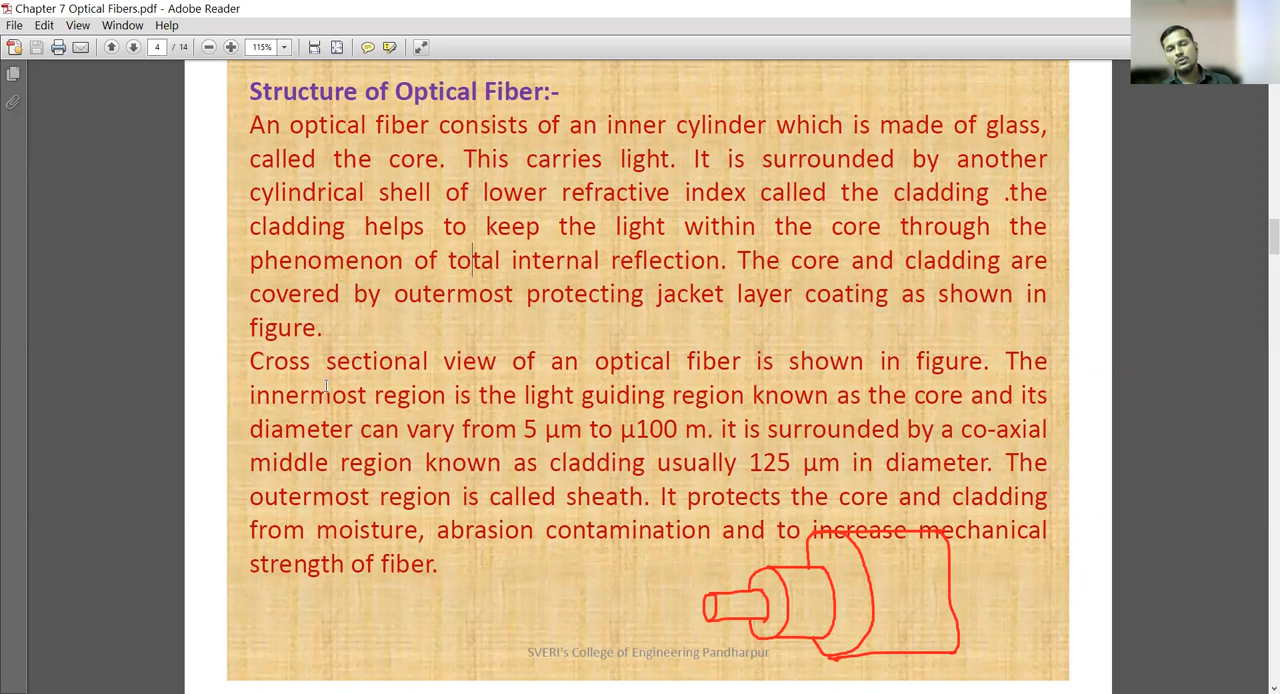 Chapter 7 Optical Fibers.pdf - Adobe Reader
File Edit View Window Help
4 / 14 115%
Structure of Optical Fiber:-
An optical fiber consists of an inner cylinder which is made of glass,
called the core. This carries light. It is surrounded by another
cylindrical shell of lower refractive index called the cladding .the
cladding helps to keep the light within the core through the
phenomenon of total internal reflection. The core and cladding are
covered by outermost protecting jacket layer coating as shown in
figure.
Cross sectional view of an optical fiber is shown in figure. The
innermost region is the light guiding region known as the core and its
diameter can vary from 5 μm to μ100 m. it is surrounded by a co-axial
middle region known as cladding usually 125 μm in diameter. The
outermost region is called sheath. It protects the core and cladding
from moisture, abrasion contamination and to increase mechanical
strength of fiber.
SVERI's College of Engineering Pandharpur